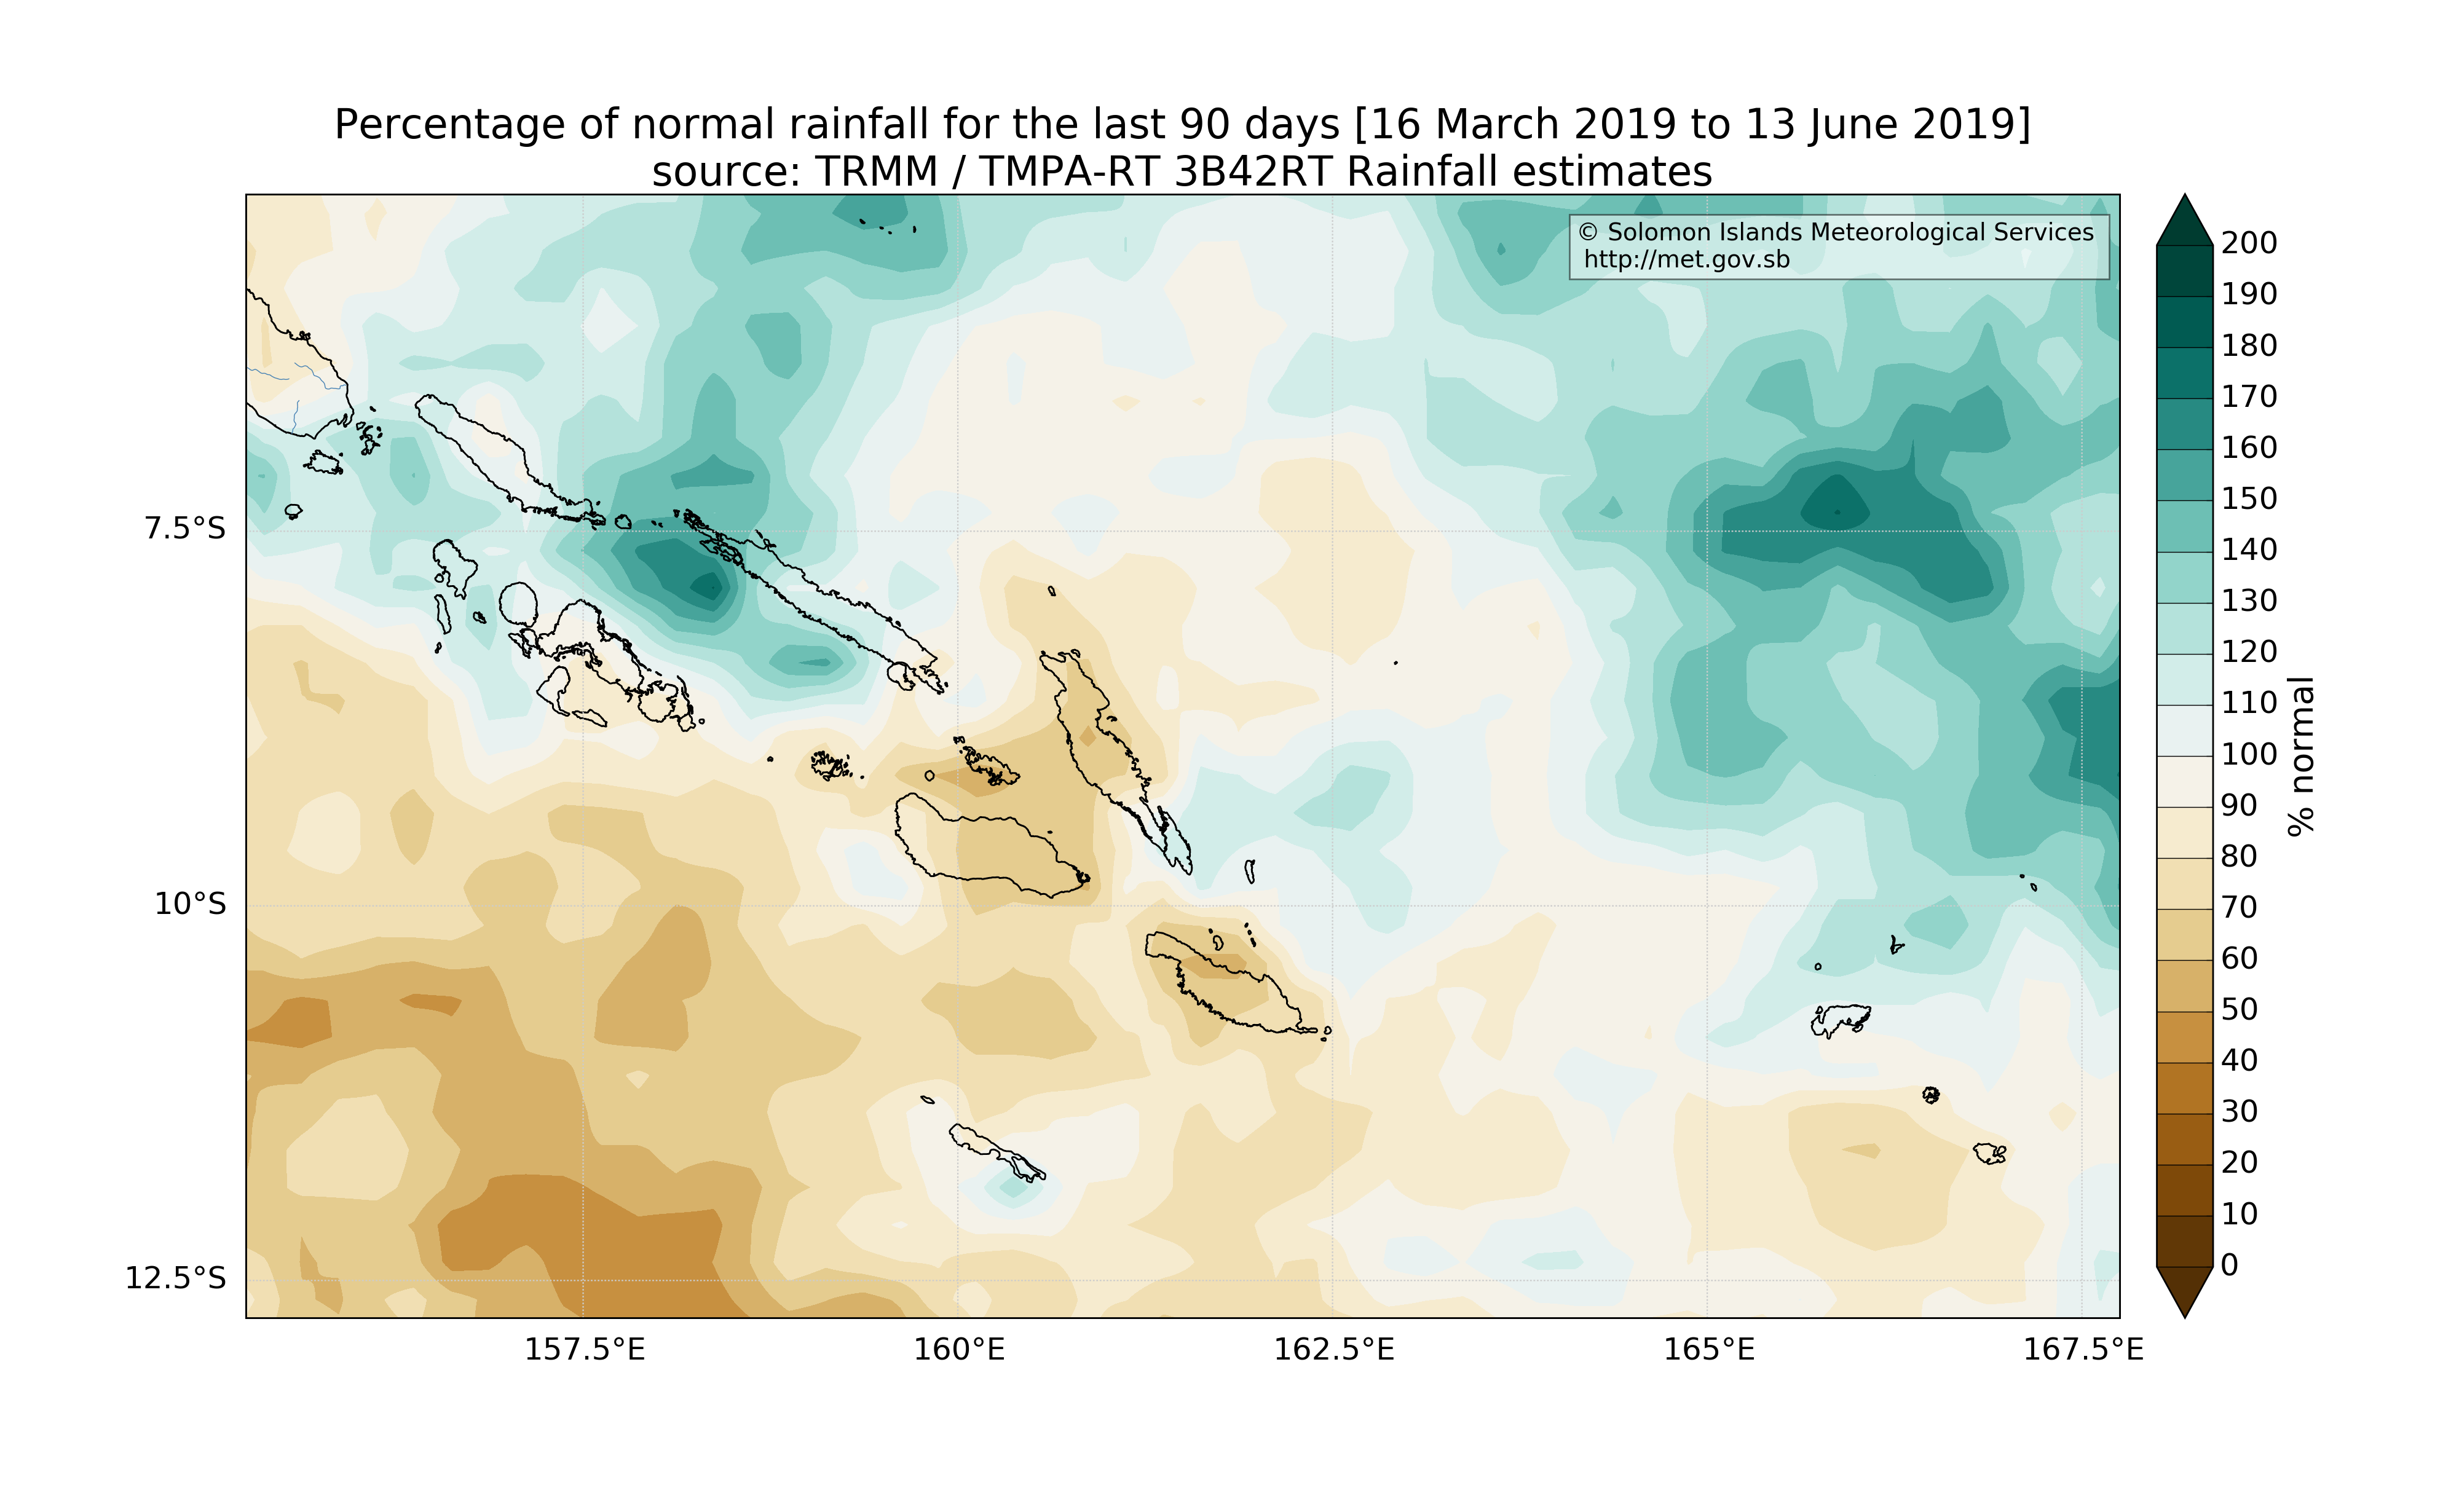 Percentage of normal rainfall for the last 90 days [16 March 2019 to 13 June 2019]
source: TRMM / TMPA-RT 3B42RT Rainfall estimates
© Solomon Islands Meteorological Services
http://met.gov.sb
7.5°S
10°S
12.5°S
157.5°E
160°E
162.5°E
165°E
167.5°E
200
190
180
170
160
150
140
130
120
110
100
90
80
70
60
50
40
30
20
10
0
% normal